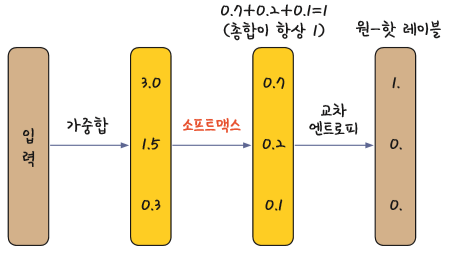 0.7+0.2+0.1=1
(총합이 항상 1)
원-핫 레이블
입
력
가중합
3.0
1.5
0.3
소프트맥스
0.7
0.2
0.1
교차
엔트로피
1.
0.
0.